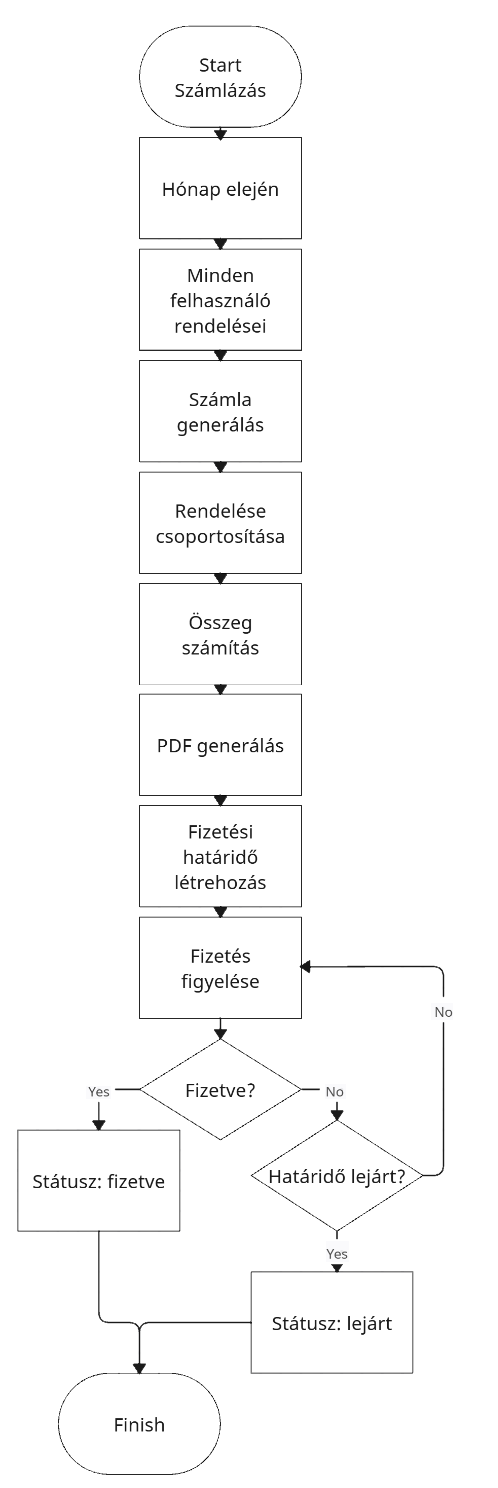 Start
Számlázás
Hónap elején
Minden
felhasználó
rendelései
Számla
generálás
Rendelése
csoportosítása
Összeg
számítás
PDF generálás
Fizetési
határidő
létrehozás
Fizetés
figyelése
No
Fizetve?
Yes
No
Státusz: fizetve
Határidő lejárt?
Yes
Státusz: lejárt
Finish